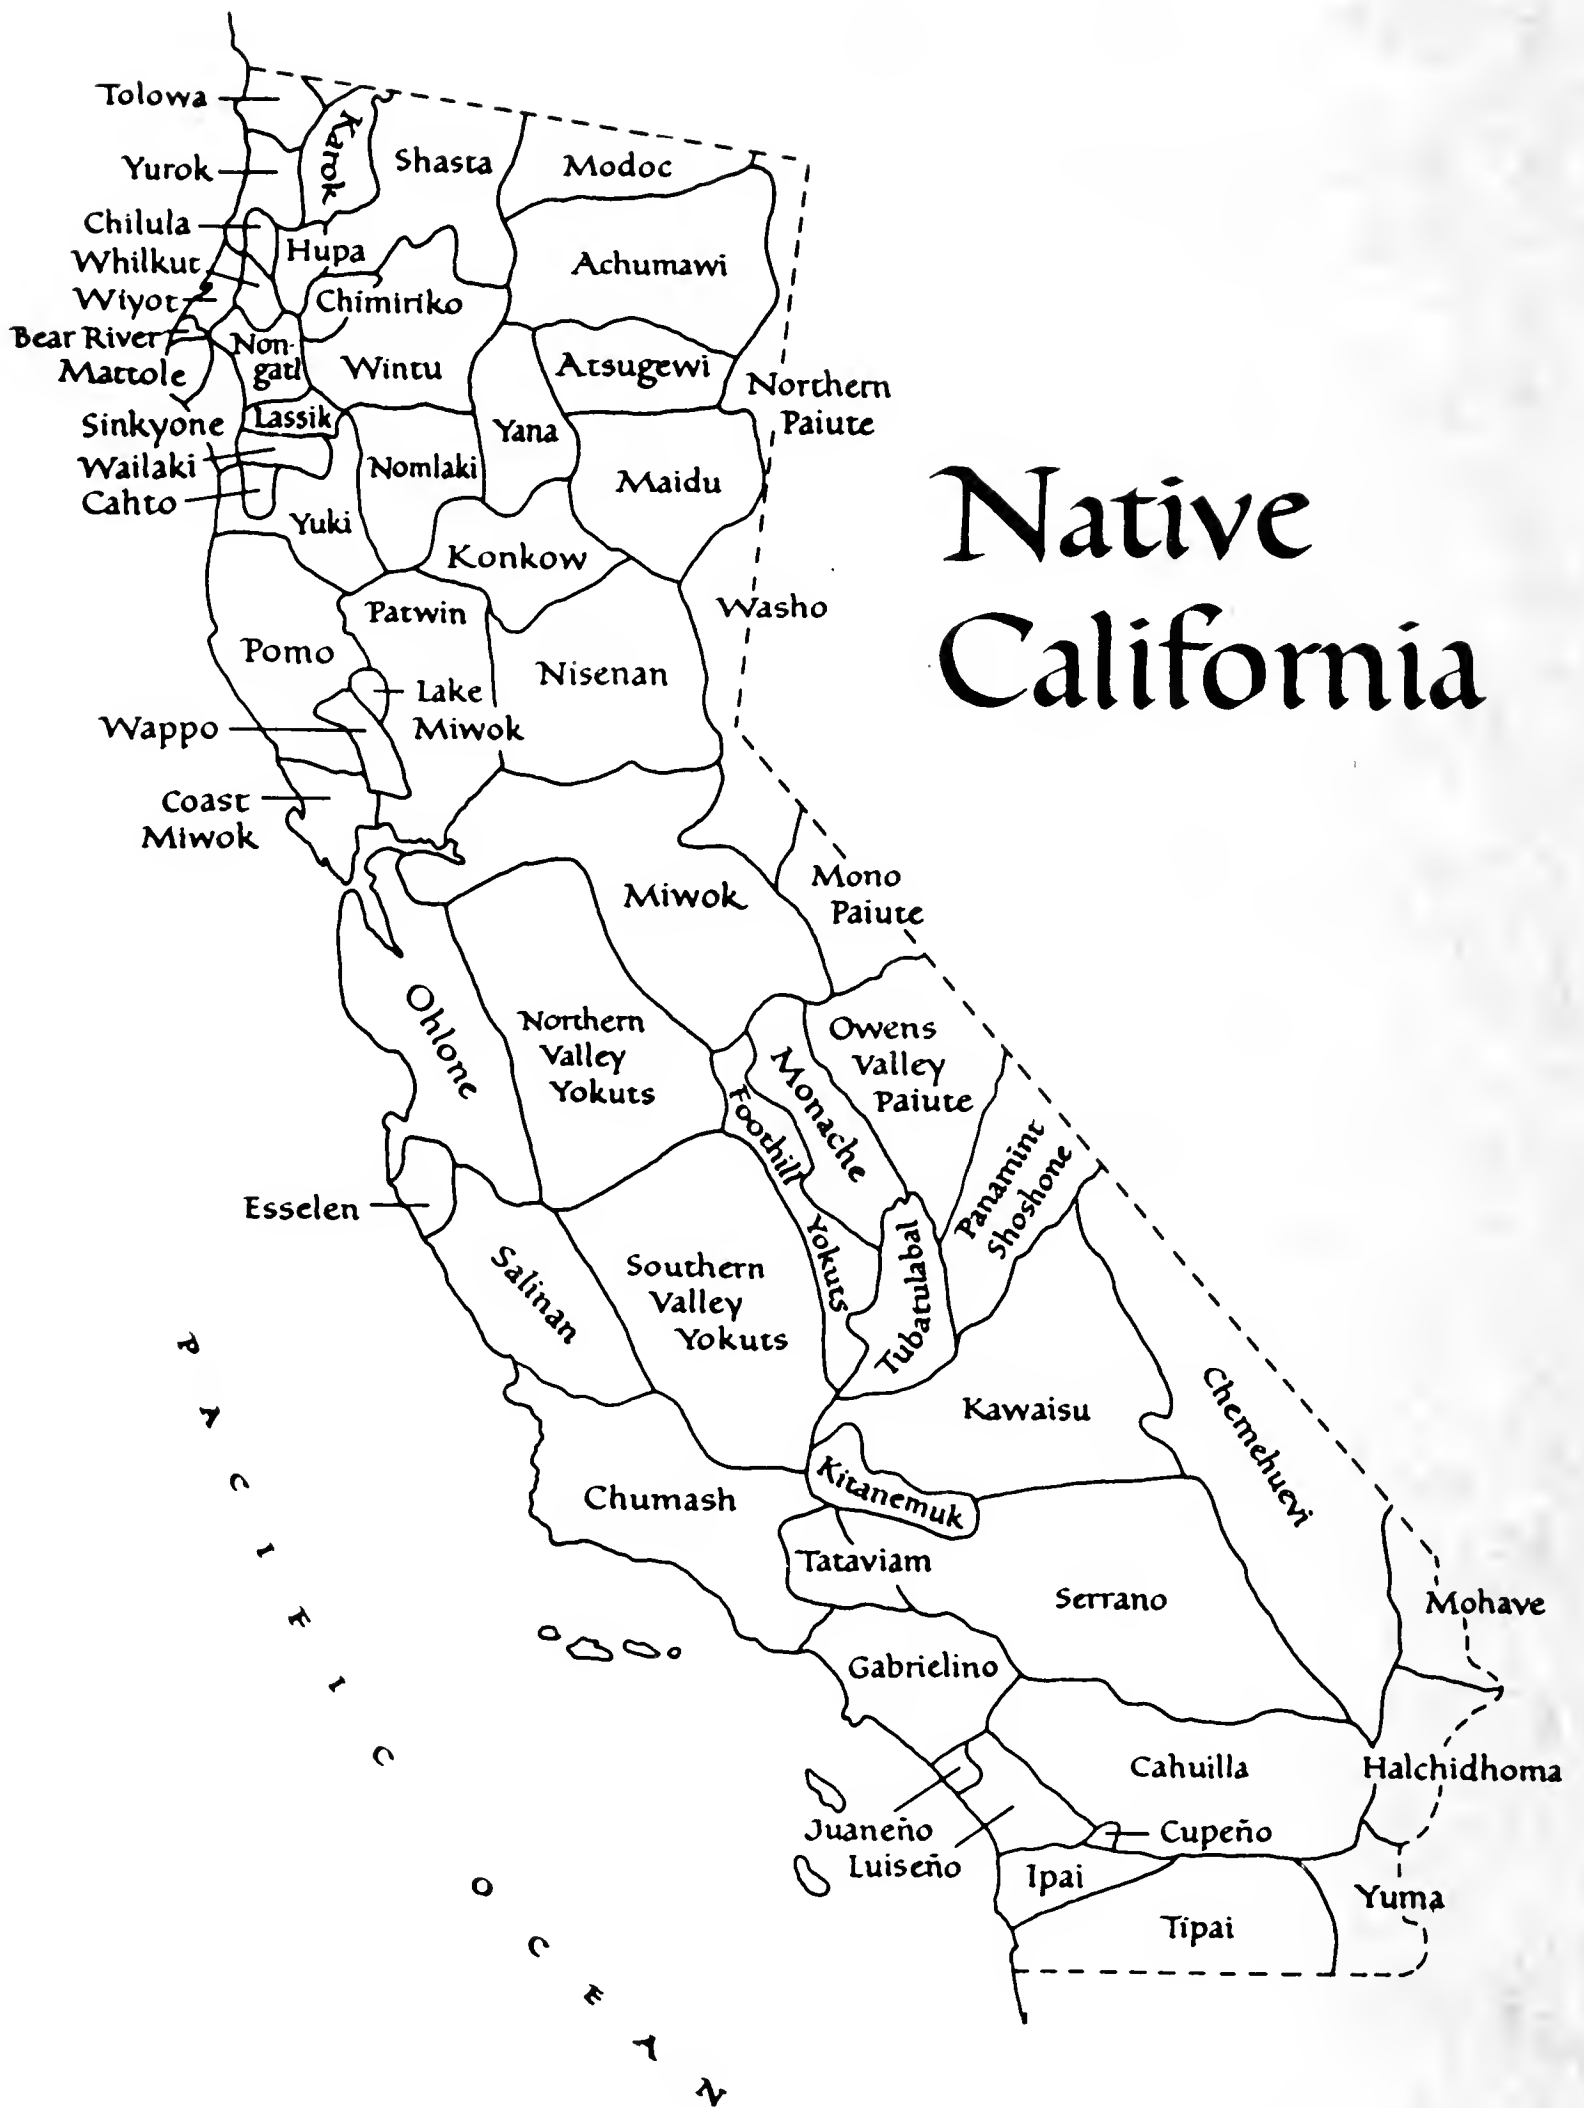 Tolowa
Karok
Shasta
Modoc
Yurok
Chilula
Hupa
Whilkut
Achumawi
Wiyot
Chimiriko
Bear River
Non-
gatl
Mattole
Wintu
Atsugewi
Northern
Paiute
Sinkyone
Lassik
Yana
Wailaki
Nomlaki
Maidu
Cahto
Yuki
Native
California
Konkow
Patwin
Washo
Pomo
Nisenan
Lake
Miwok
Wappo
Coast
Miwok
Miwok
Mono
Paiute
Ohlone
Northern
Valley
Yokuts
Owens
Valley
Paiute
Monache
Foothill
Yokuts
Panamint
Shoshone
Esselen
Salinan
Southern
Valley
Yokuts
Tubatulabal
Kawaisu
Chemehuevi
Kitanemuk
Chumash
Tataviam
Serrano
Mohave
Gabrielino
Cahuilla
Halchidhoma
Juaneño
Cupeño
Luiseño
Ipai
Yuma
Tipai
PACIFIC OCEAN